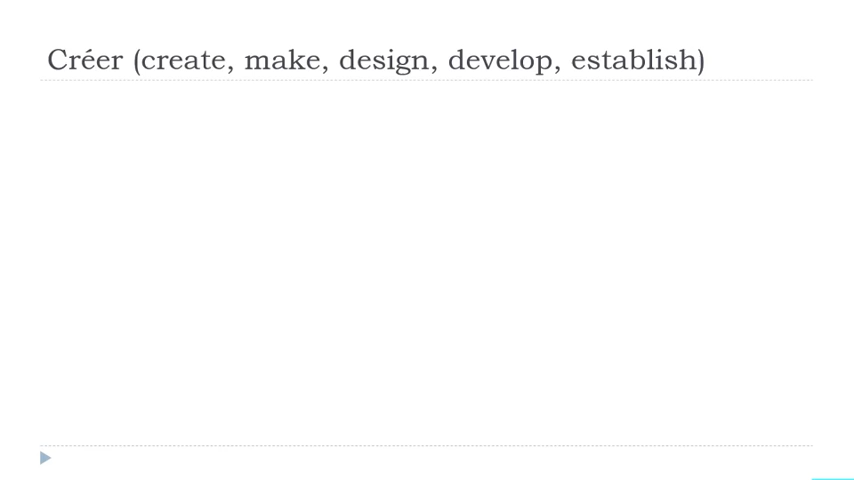 Créer (create, make, design, develop, establish)